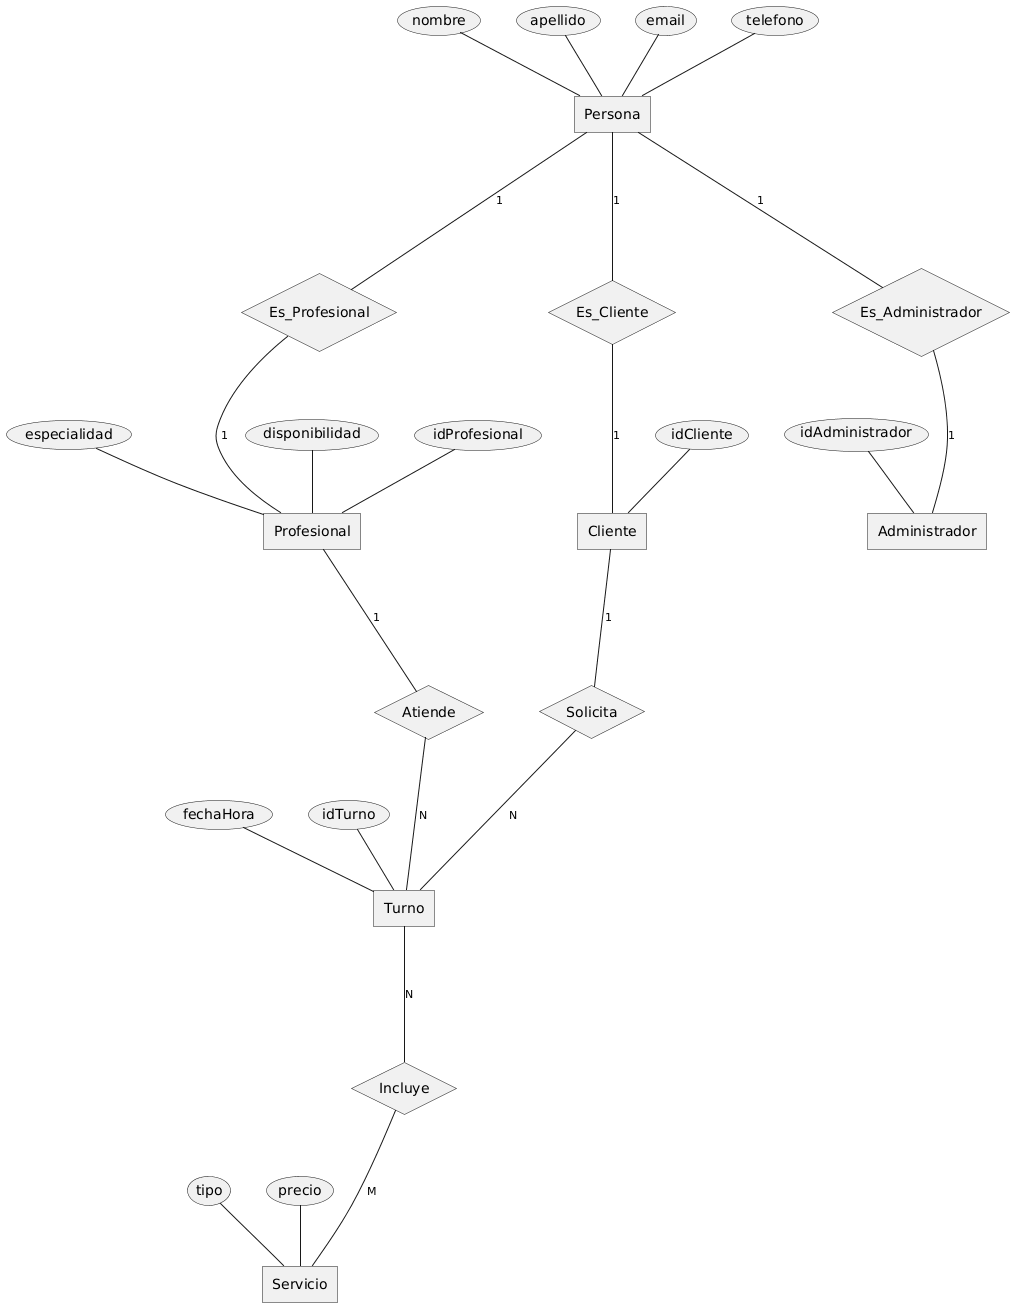 nombre
apellido
email
telefono
Persona
1
1
1
Es_Profesional
Es_Cliente
Es_Administrador
especialidad
1
disponibilidad
idProfesional
1
idCliente
idAdministrador
1
Profesional
Cliente
Administrador
1
1
Atiende
Solicita
fechaHora
idTurno
N
N
Turno
N
Incluye
tipo
precio
M
Servicio